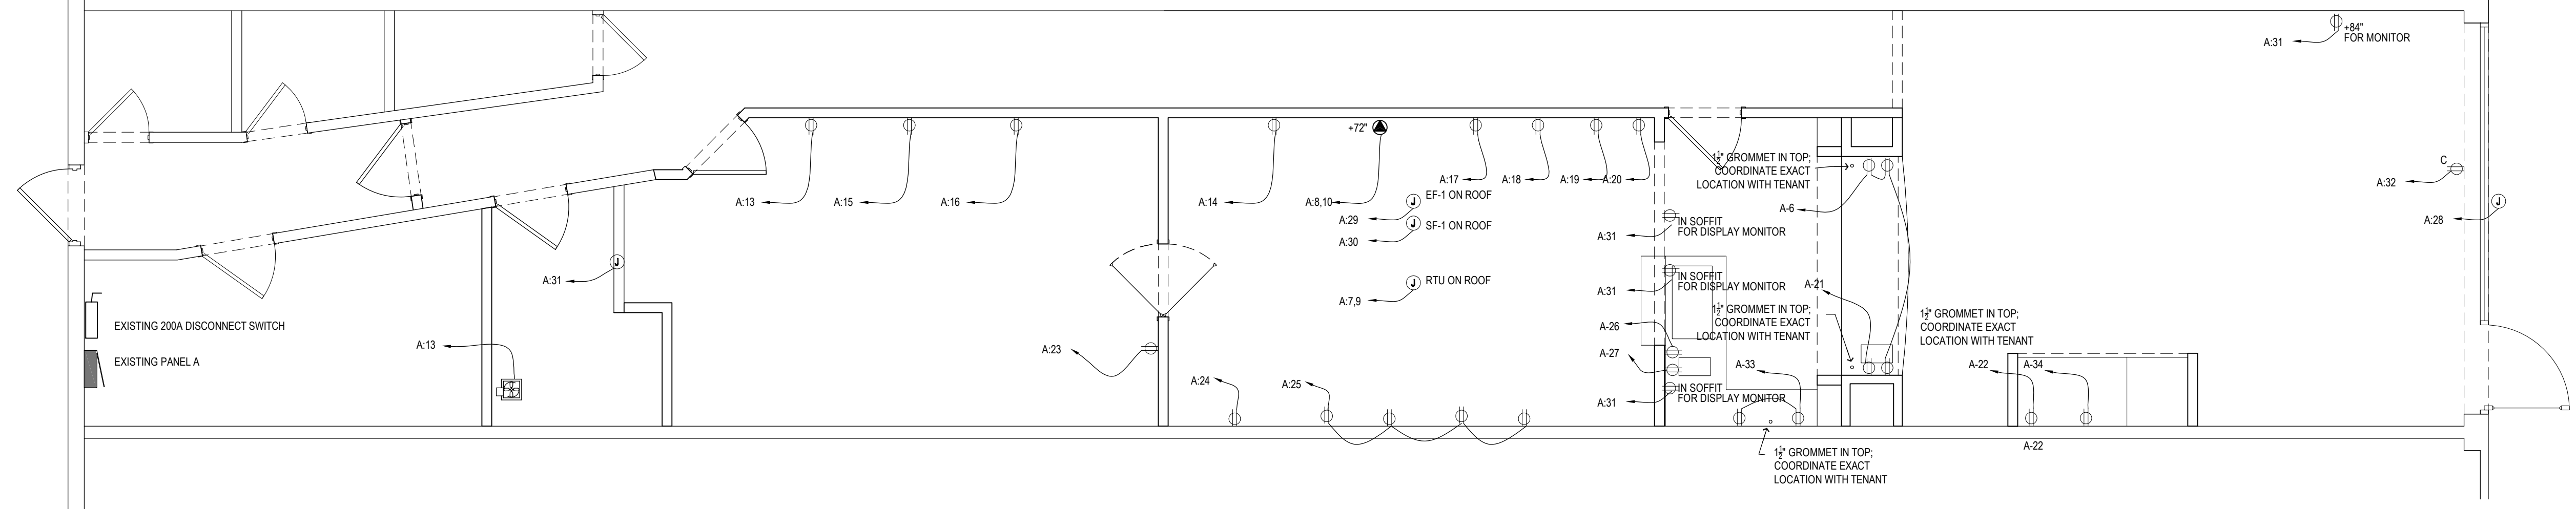 +84"
FOR MONITOR
A:31
+72"
C
A:32
J
A:28
A:13
A:15
A:16
A:14
A:8,10
A:17
A:18
A:19
A:20
1½" GROMMET IN TOP;
COORDINATE EXACT
LOCATION WITH TENANT
A-6
J
EF-1 ON ROOF
A:29
J
SF-1 ON ROOF
A:30
IN SOFFIT
FOR DISPLAY MONITOR
A:31
J
A:31
J
RTU ON ROOF
A:7,9
IN SOFFIT
FOR DISPLAY MONITOR
A:31
A-21
1½" GROMMET IN TOP;
COORDINATE EXACT
LOCATION WITH TENANT
1½" GROMMET IN TOP;
COORDINATE EXACT
LOCATION WITH TENANT
EXISTING 200A DISCONNECT SWITCH
EXISTING PANEL A
A:13
A:23
A-26
A-27
A-33
A-22
A-34
A:24
A:25
IN SOFFIT
FOR DISPLAY MONITOR
A:31
A-22
1½" GROMMET IN TOP;
COORDINATE EXACT
LOCATION WITH TENANT